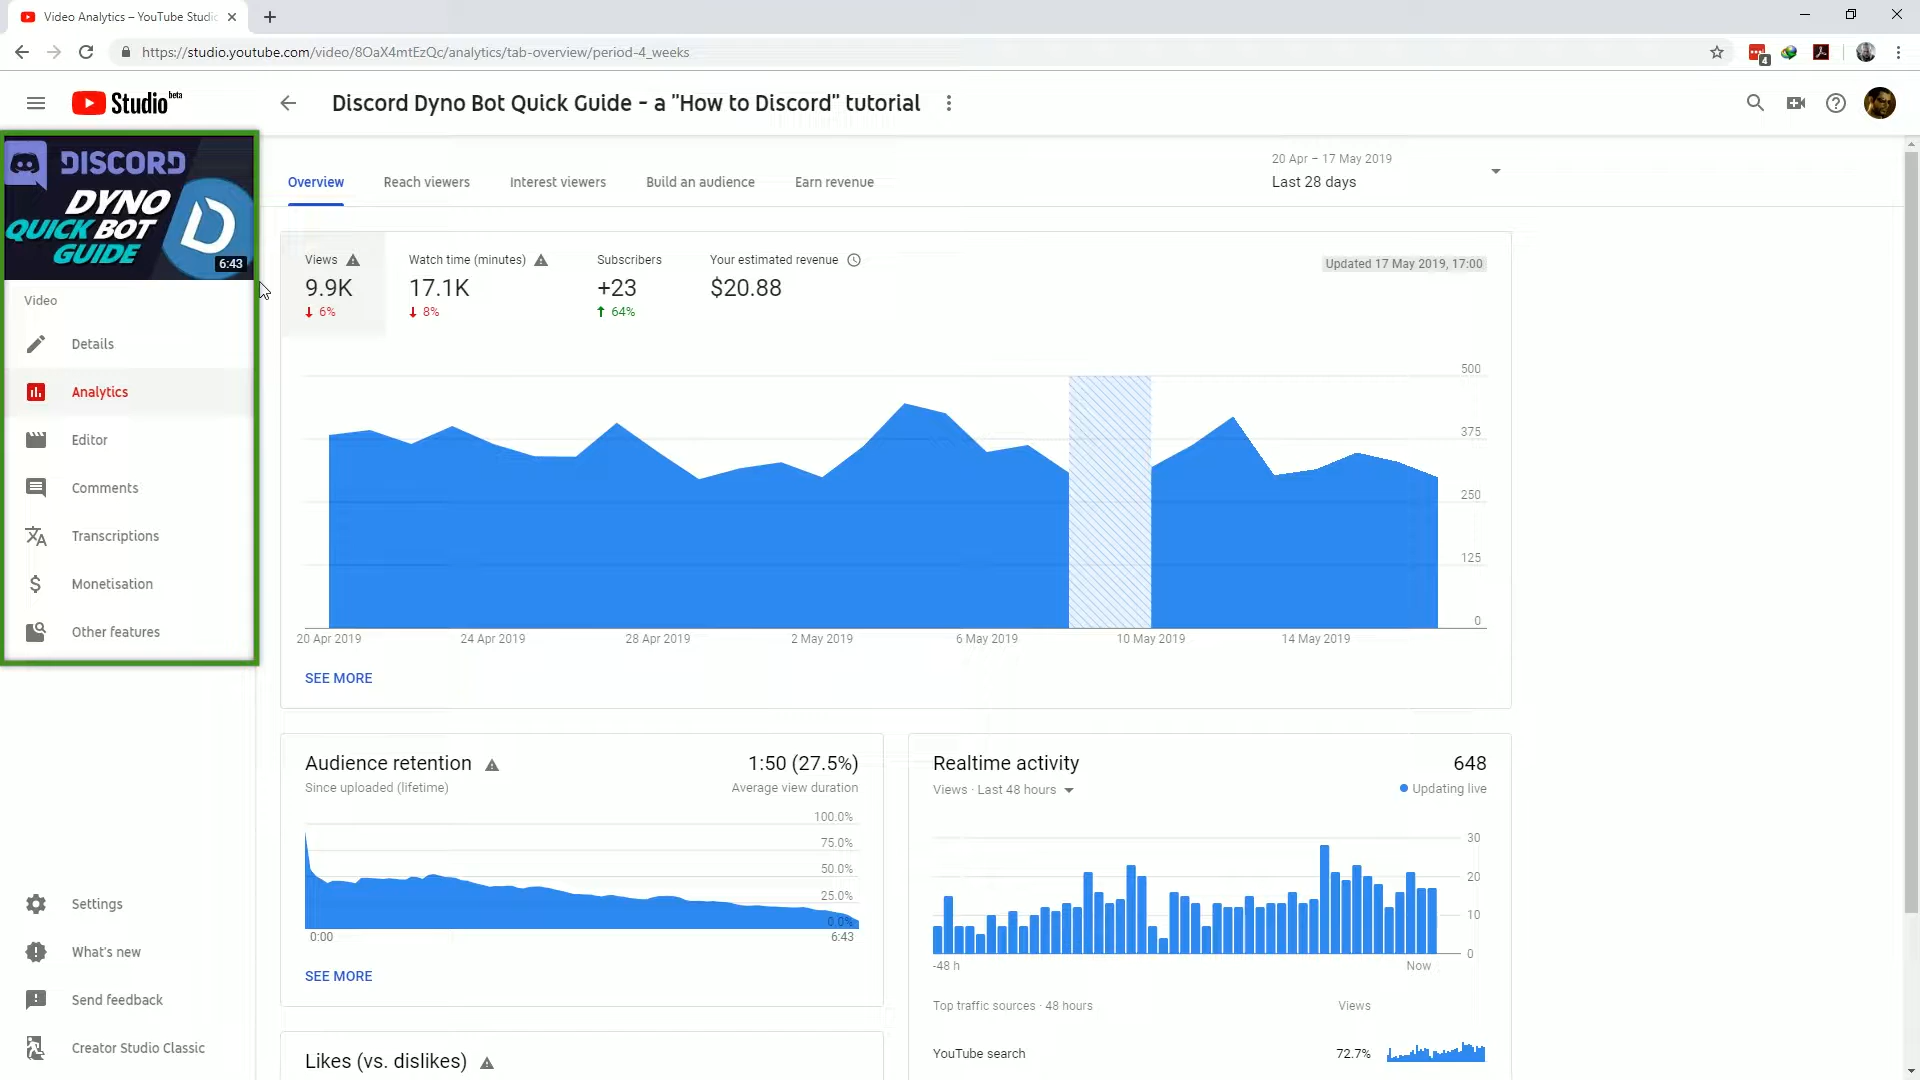 Video Analytics – YouTube Studio
https://studio.youtube.com/video/8OaX4mtEzQc/analytics/tab-overview/period-4_weeks
4
Studio beta
Discord Dyno Bot Quick Guide - a "How to Discord" tutorial
DISCORD
DYNO
QUICK BOT
GUIDE
6:43
Video
Details
Analytics
Editor
Comments
Transcriptions
Monetisation
Other features
Settings
What's new
Send feedback
Creator Studio Classic
Overview
Reach viewers
Interest viewers
Build an audience
Earn revenue
20 Apr – 17 May 2019
Last 28 days
Views
9.9K
6%
Watch time (minutes)
17.1K
8%
Subscribers
+23
64%
Your estimated revenue
$20.88
Updated 17 May 2019, 17:00
500
375
250
125
0
20 Apr 2019
24 Apr 2019
28 Apr 2019
2 May 2019
6 May 2019
10 May 2019
14 May 2019
SEE MORE
Audience retention
1:50 (27.5%)
Since uploaded (lifetime)
Average view duration
100.0%
75.0%
50.0%
25.0%
0.0%
0:00
6:43
SEE MORE
Likes (vs. dislikes)
Realtime activity
648
Views · Last 48 hours
Updating live
30
20
10
0
-48 h
Now
Top traffic sources · 48 hours
Views
YouTube search
72.7%